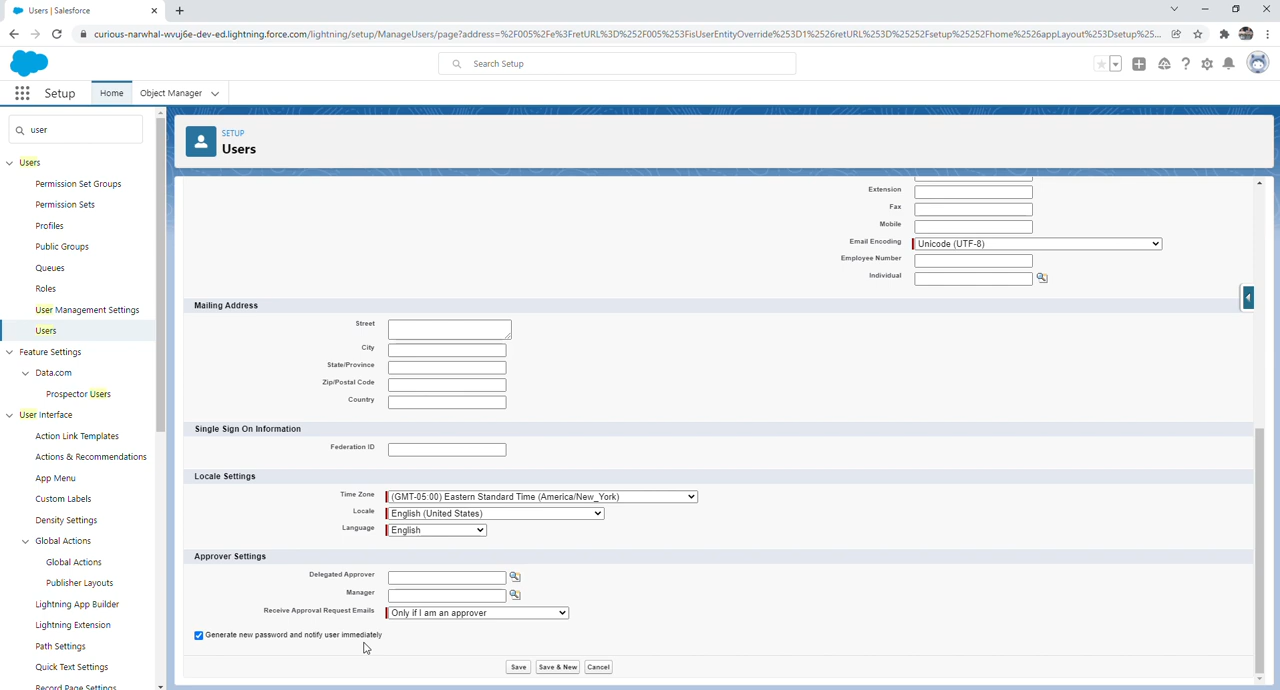 Users | Salesforce
curious-narwhal-wvuj6e-dev-ed.lightning.force.com/lightning/setup/ManageUsers/page?address=%2F005%2Fe%3FretURL%3D%252F005%253FisUserEntityOverride%253D1%2526retURL%253D%25252Fsetup%25252Fhome%2526appLayout%253Dsetup%25...
Search Setup
Setup
Home
Object Manager
user
Users
Permission Set Groups
Permission Sets
Profiles
Public Groups
Queues
Roles
User Management Settings
Users
Feature Settings
Data.com
Prospector Users
User Interface
Action Link Templates
Actions & Recommendations
App Menu
Custom Labels
Density Settings
Global Actions
Global Actions
Publisher Layouts
Lightning App Builder
Lightning Extension
Path Settings
Quick Text Settings
Record Page Settings
SETUP
Users
Extension
Fax
Mobile
Email Encoding Unicode (UTF-8)
Employee Number
Individual
Mailing Address
Street
City
State/Province
Zip/Postal Code
Country
Single Sign On Information
Federation ID
Locale Settings
Time Zone (GMT-05:00) Eastern Standard Time (America/New_York)
Locale English (United States)
Language English
Approver Settings
Delegated Approver
Manager
Receive Approval Request Emails Only if I am an approver
Generate new password and notify user immediately
Save Save & New Cancel